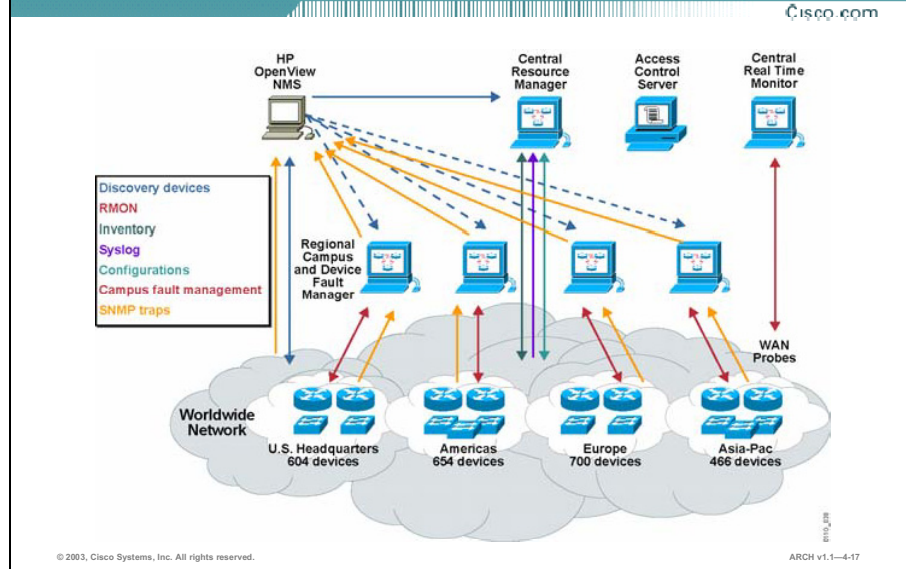 Cisco.com
HP
OpenView
NMS
Central
Resource
Manager
Access
Control
Server
Central
Real Time
Monitor
Discovery devices
RMON
Inventory
Syslog
Configurations
Campus fault management
SNMP traps
Regional
Campus
and Device
Fault
Manager
WAN
Probes
Worldwide
Network
U.S. Headquarters
604 devices
Americas
654 devices
Europe
700 devices
Asia-Pac
466 devices
© 2003, Cisco Systems, Inc. All rights reserved.
ARCH v1.1—4-17